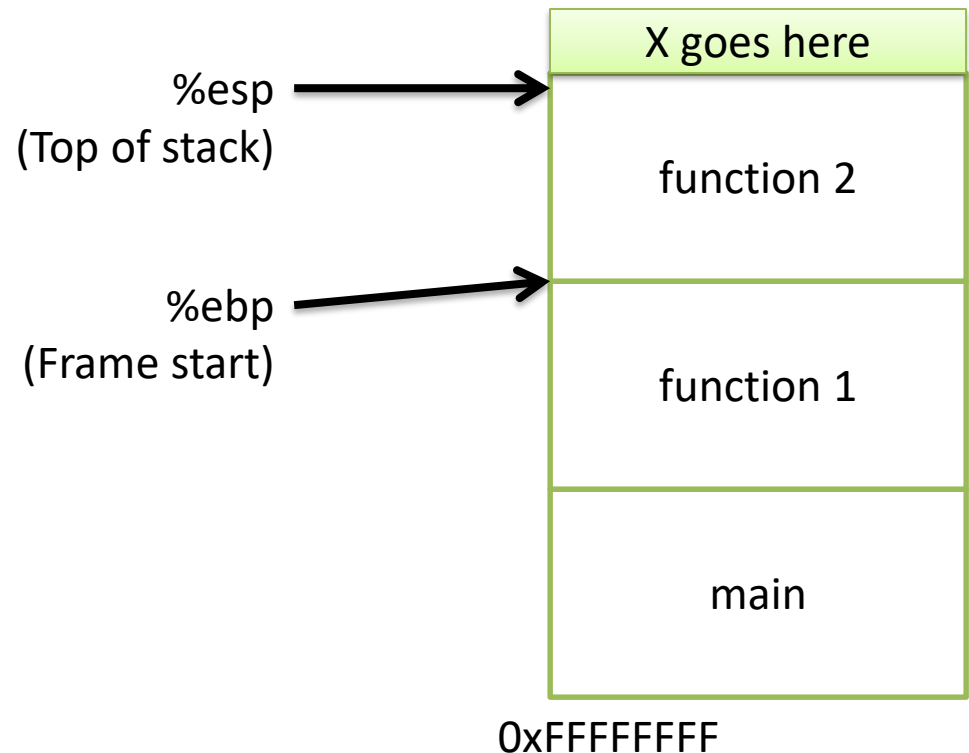 X goes here
%esp
(Top of stack)
function 2
%ebp
(Frame start)
function 1
main
0xFFFFFFFF